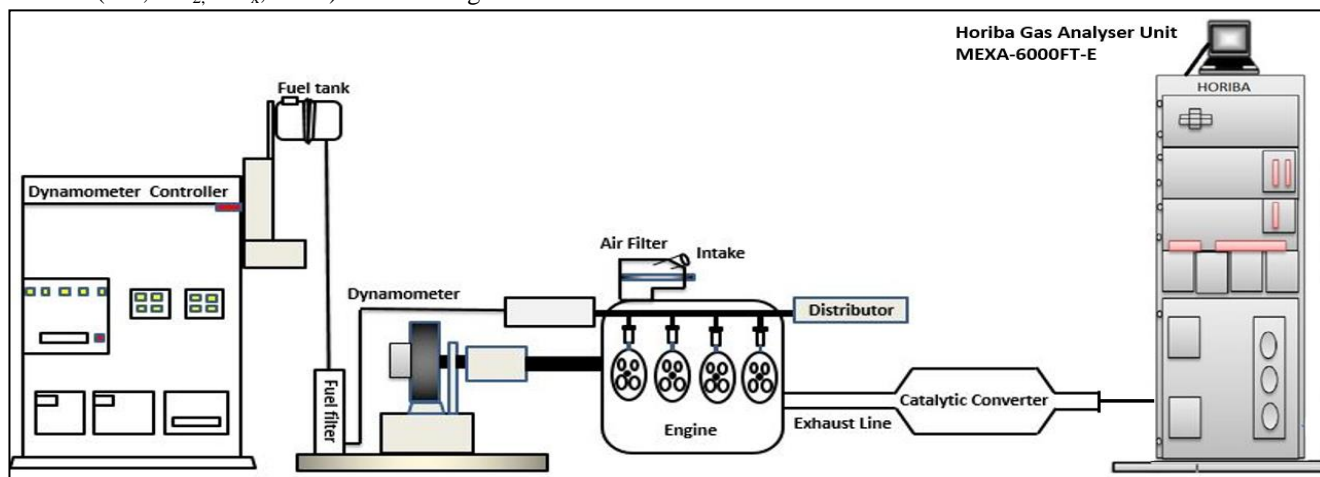 Horiba Gas Analyser Unit
MEXA-6000FT-E
HORIBA
Fuel tank
Dynamometer Controller
Air Filter
Intake
Dynamometer
Distributor
Fuel filter
Catalytic Converter
Exhaust Line
Engine